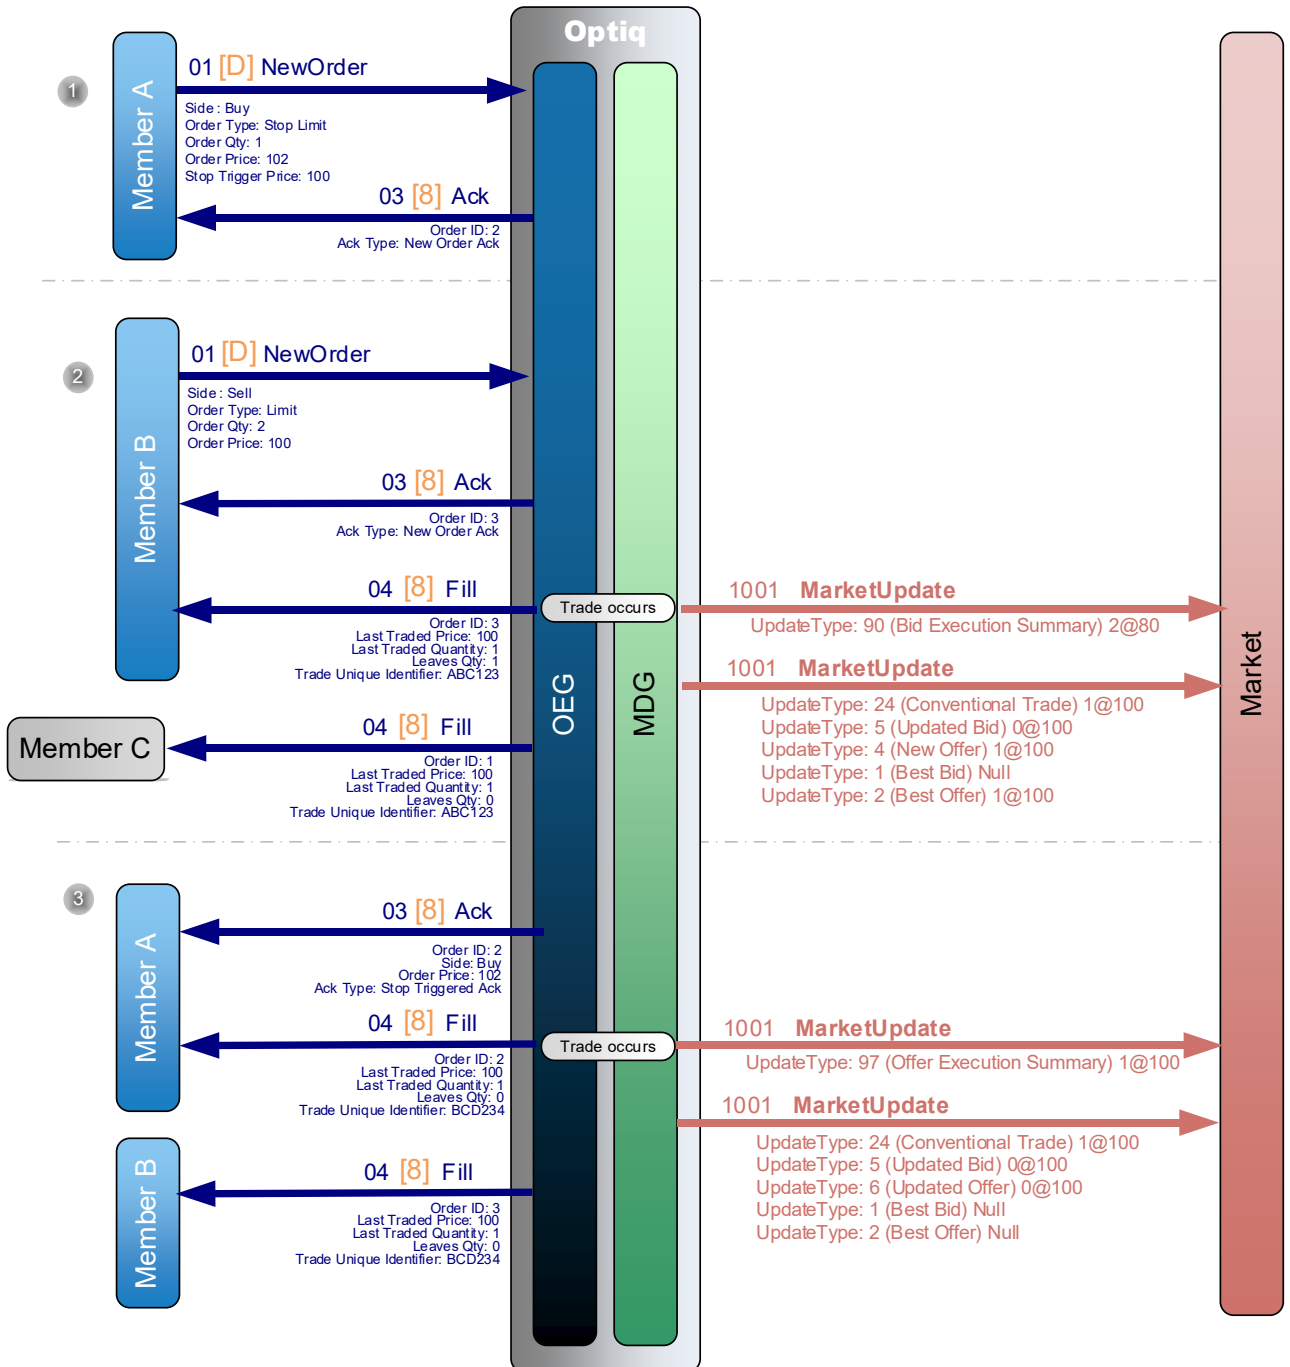 Optiq
1
Member A
01 [D] NewOrder
Side : Buy
Order Type: Stop Limit
Order Qty: 1
Order Price: 102
Stop Trigger Price: 100
03 [8] Ack
Order ID: 2
Ack Type: New Order Ack
2
Member B
01 [D] NewOrder
Side : Sell
Order Type: Limit
Order Qty: 2
Order Price: 100
03 [8] Ack
Order ID: 3
Ack Type: New Order Ack
04 [8] Fill
Order ID: 3
Last Traded Price: 100
Last Traded Quantity: 1
Leaves Qty: 1
Trade Unique Identifier: ABC123
Trade occurs
1001 MarketUpdate
UpdateType: 90 (Bid Execution Summary) 2@80
1001 MarketUpdate
UpdateType: 24 (Conventional Trade) 1@100
UpdateType: 5 (Updated Bid) 0@100
UpdateType: 4 (New Offer) 1@100
UpdateType: 1 (Best Bid) Null
UpdateType: 2 (Best Offer) 1@100
OEG
MDG
Market
Member C
04 [8] Fill
Order ID: 1
Last Traded Price: 100
Last Traded Quantity: 1
Leaves Qty: 0
Trade Unique Identifier: ABC123
3
Member A
03 [8] Ack
Order ID: 2
Side: Buy
Order Price: 102
Ack Type: Stop Triggered Ack
04 [8] Fill
Order ID: 2
Last Traded Price: 100
Last Traded Quantity: 1
Leaves Qty: 0
Trade Unique Identifier: BCD234
Trade occurs
1001 MarketUpdate
UpdateType: 97 (Offer Execution Summary) 1@100
1001 MarketUpdate
UpdateType: 24 (Conventional Trade) 1@100
UpdateType: 5 (Updated Bid) 0@100
UpdateType: 6 (Updated Offer) 0@100
UpdateType: 1 (Best Bid) Null
UpdateType: 2 (Best Offer) Null
Member B
04 [8] Fill
Order ID: 3
Last Traded Price: 100
Last Traded Quantity: 1
Leaves Qty: 0
Trade Unique Identifier: BCD234